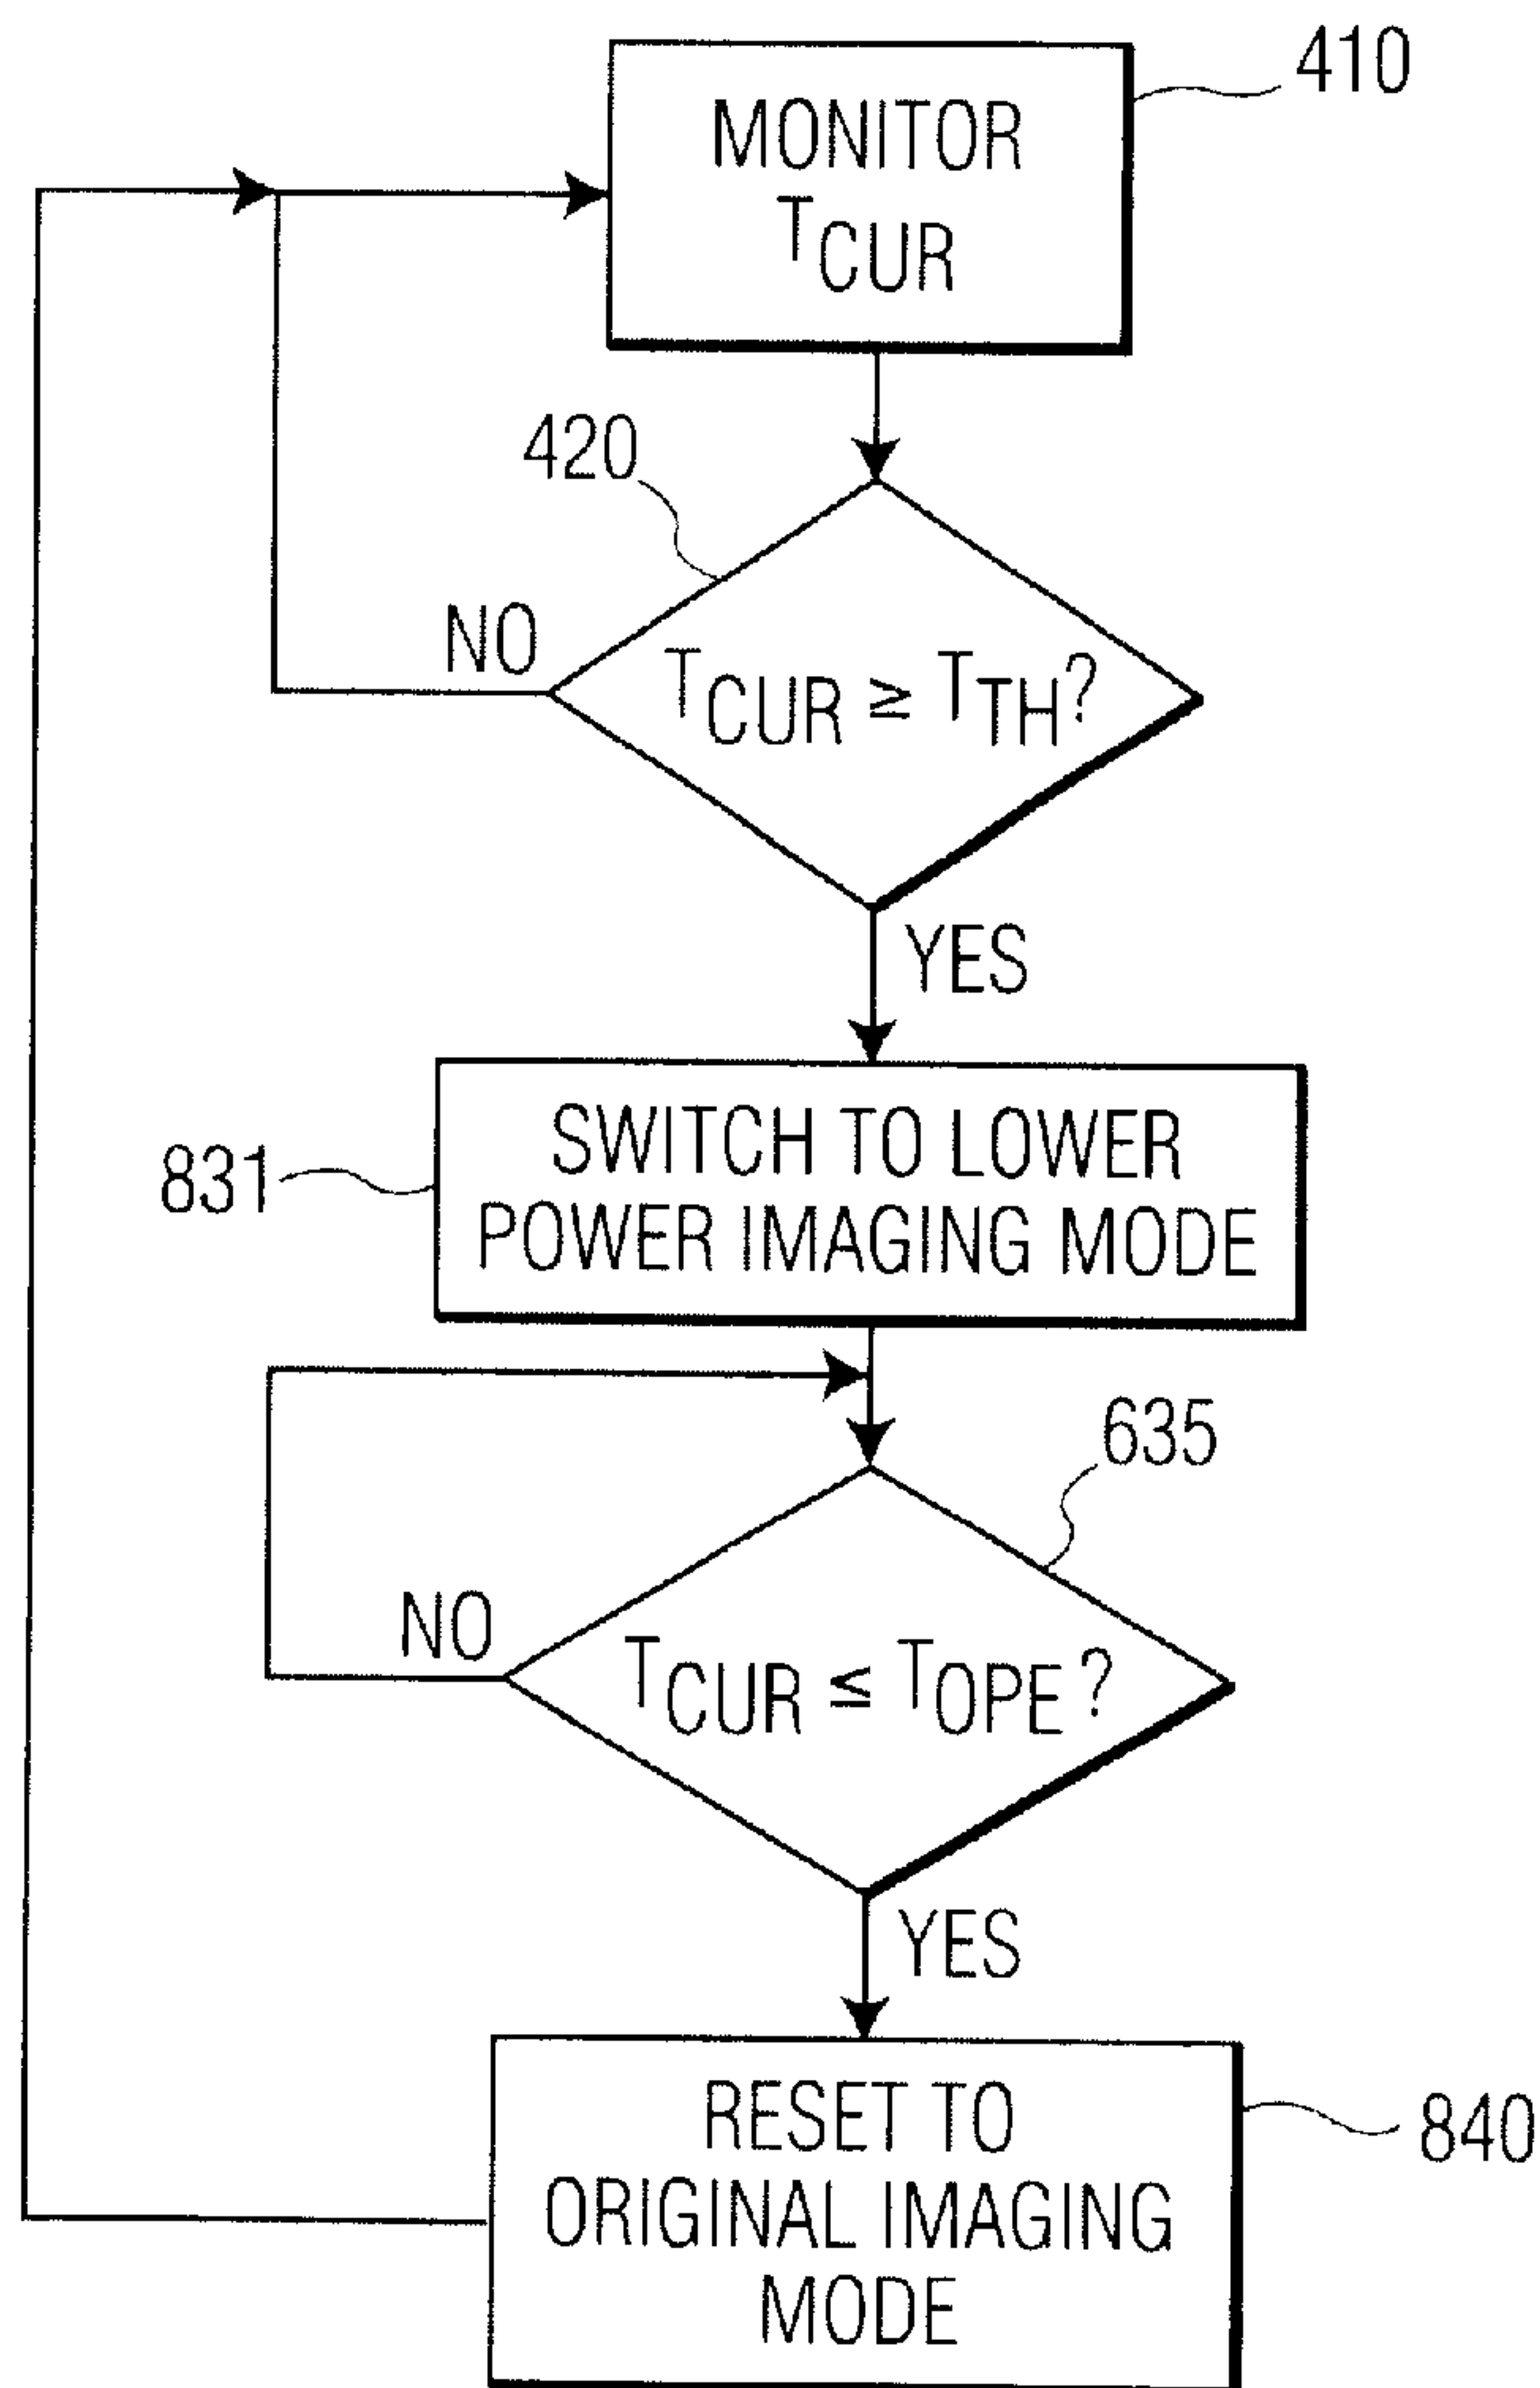 410
MONITOR
TCUR
420
NO
TCUR ≥ TTH?
YES
831
SWITCH TO LOWER
POWER IMAGING MODE
635
NO
TCUR ≤ TOPE?
YES
RESET TO
840
ORIGINAL IMAGING
MODE